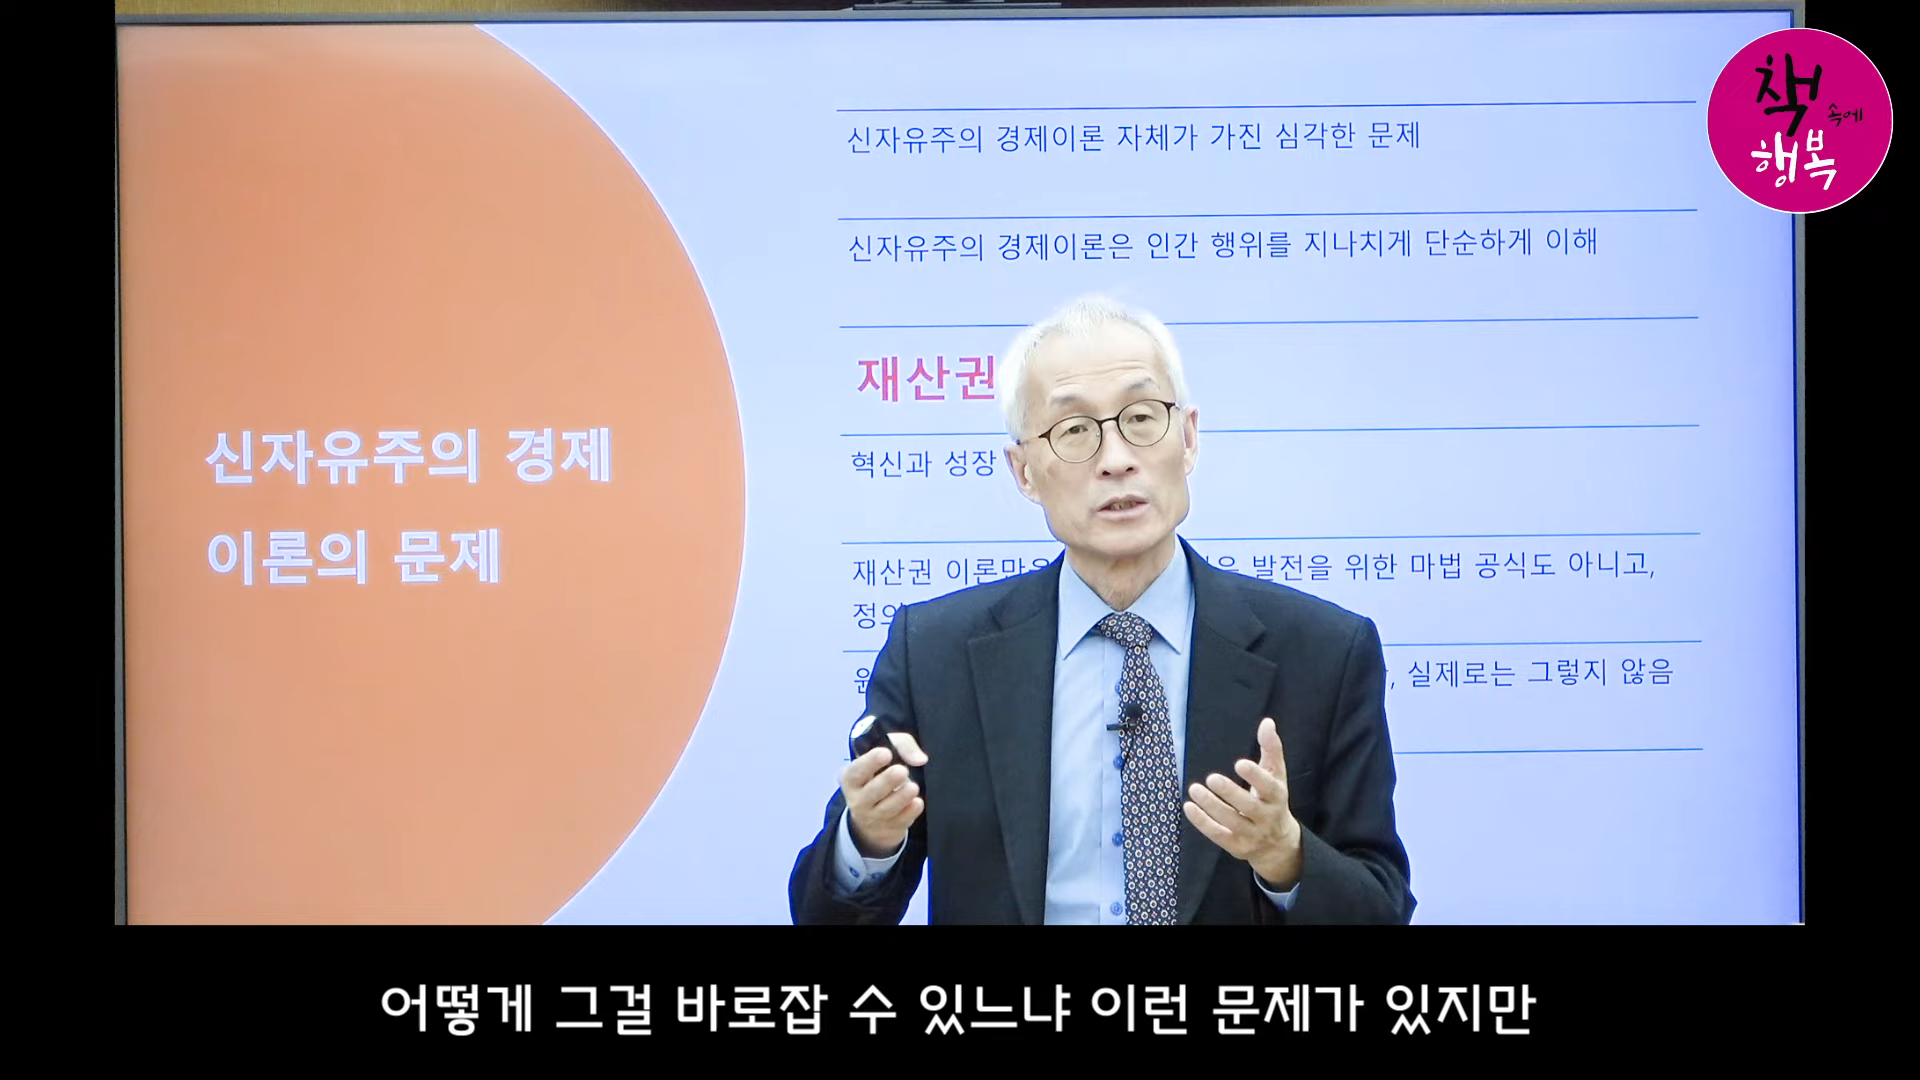 책
속에
행복
신자유주의 경제이론 자체가 가진 심각한 문제
신자유주의 경제이론은 인간 행위를 지나치게 단순하게 이해
재산권
혁신과 성장
신자유주의 경제
이론의 문제
재산권 이론만 발전을 위한 마법 공식도 아니고,
실제로는 그렇지 않음
어떻게 그걸 바로잡 수 있느냐 이런 문제가 있지만